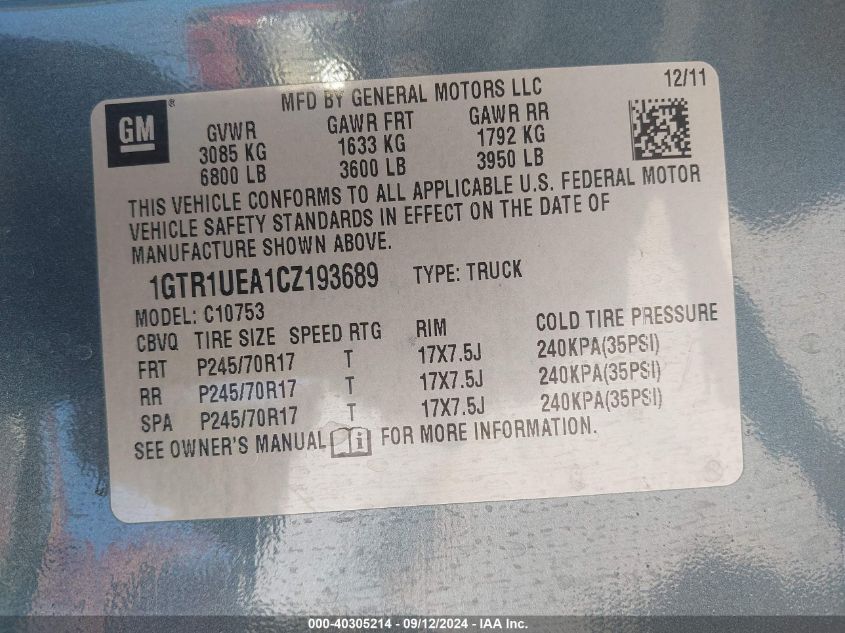 GM®
MFD BY GENERAL MOTORS LLC
12/11
GVWR GAWR FRT GAWR RR
3085 KG 1633 KG 1792 KG
6800 LB 3600 LB 3950 LB
THIS VEHICLE CONFORMS TO ALL APPLICABLE U.S. FEDERAL MOTOR
VEHICLE SAFETY STANDARDS IN EFFECT ON THE DATE OF
MANUFACTURE SHOWN ABOVE.
1GTR1UEA1CZ193689 TYPE: TRUCK
MODEL: C10753
CBVQ TIRE SIZE SPEED RTG RIM COLD TIRE PRESSURE
FRT P245/70R17 T 17X7.5J 240KPA(35PSI)
RR P245/70R17 T 17X7.5J 240KPA(35PSI)
SPA P245/70R17 T 17X7.5J 240KPA(35PSI)
SEE OWNER'S MANUAL i FOR MORE INFORMATION.
000-40305214 - 09/12/2024 - IAA Inc.